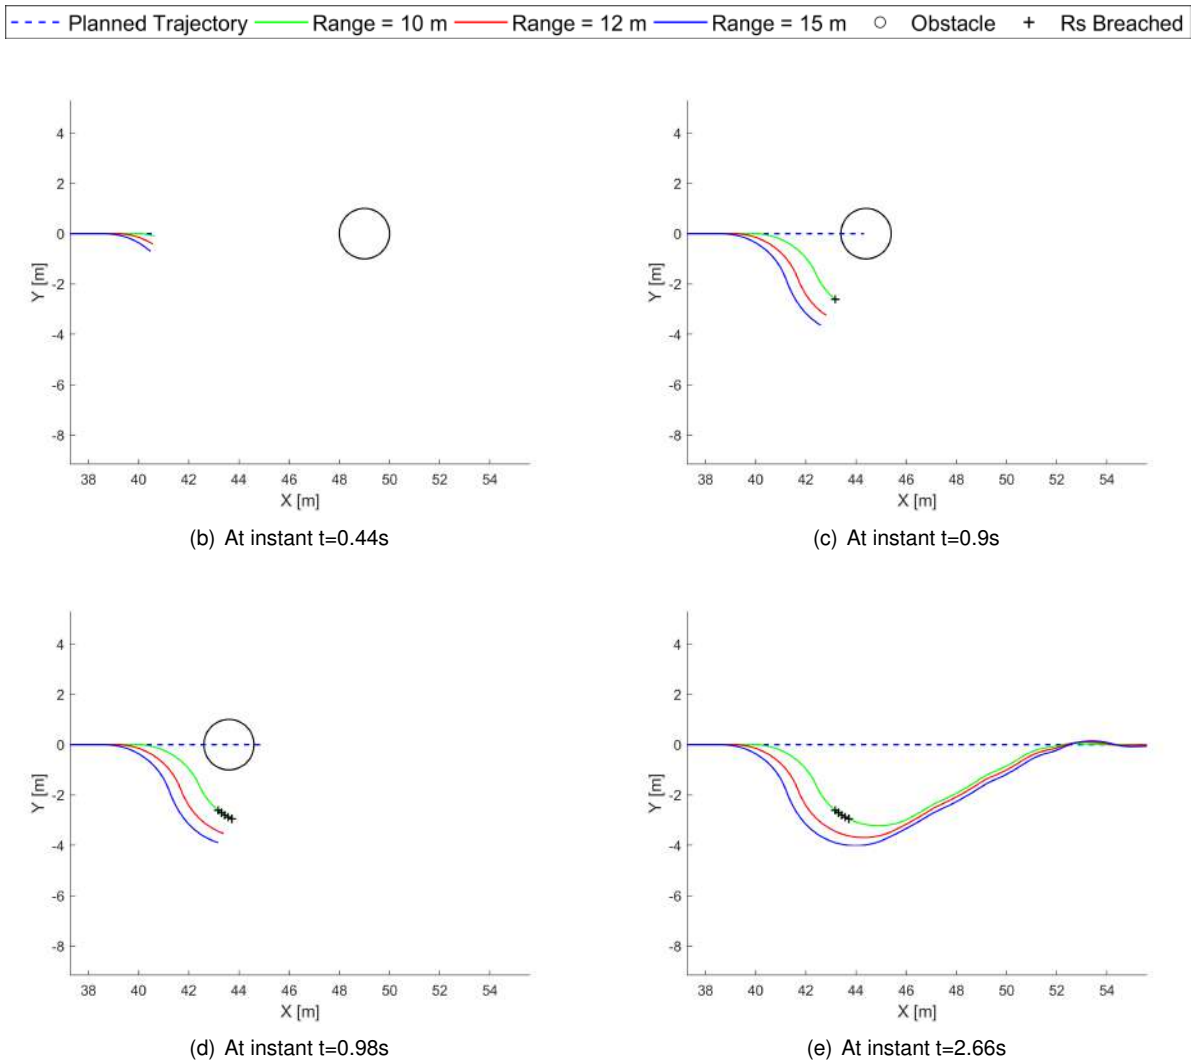 Planned Trajectory Range = 10 m Range = 12 m Range = 15 m Obstacle Rs Breached
4
2
0
-2
-4
-6
-8
Y [m]
38 40 42 44 46 48 50 52 54
X [m]
(b) At instant t=0.44s
4
2
0
-2
-4
-6
-8
Y [m]
38 40 42 44 46 48 50 52 54
X [m]
(c) At instant t=0.9s
4
2
0
-2
-4
-6
-8
Y [m]
38 40 42 44 46 48 50 52 54
X [m]
(d) At instant t=0.98s
4
2
0
-2
-4
-6
-8
Y [m]
38 40 42 44 46 48 50 52 54
X [m]
(e) At instant t=2.66s